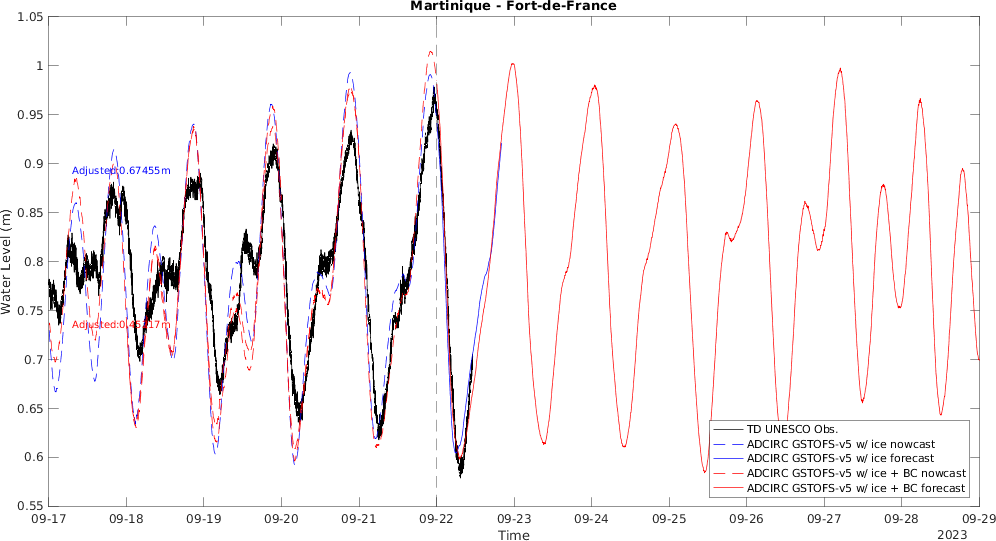 Martinique - Fort-de-France
1.05
1
0.95
0.9
0.85
0.8
0.75
0.7
0.65
0.6
0.55
Water Level (m)
Adjusted:0.67455m
TD UNESCO Obs.
ADCIRC GSTOFS-v5 w/ ice nowcast
ADCIRC GSTOFS-v5 w/ ice forecast
ADCIRC GSTOFS-v5 w/ ice + BC nowcast
ADCIRC GSTOFS-v5 w/ ice + BC forecast
09-17 09-18 09-19 09-20 09-21 09-22 09-23 09-24 09-25 09-26 09-27 09-28 09-29
Time
2023